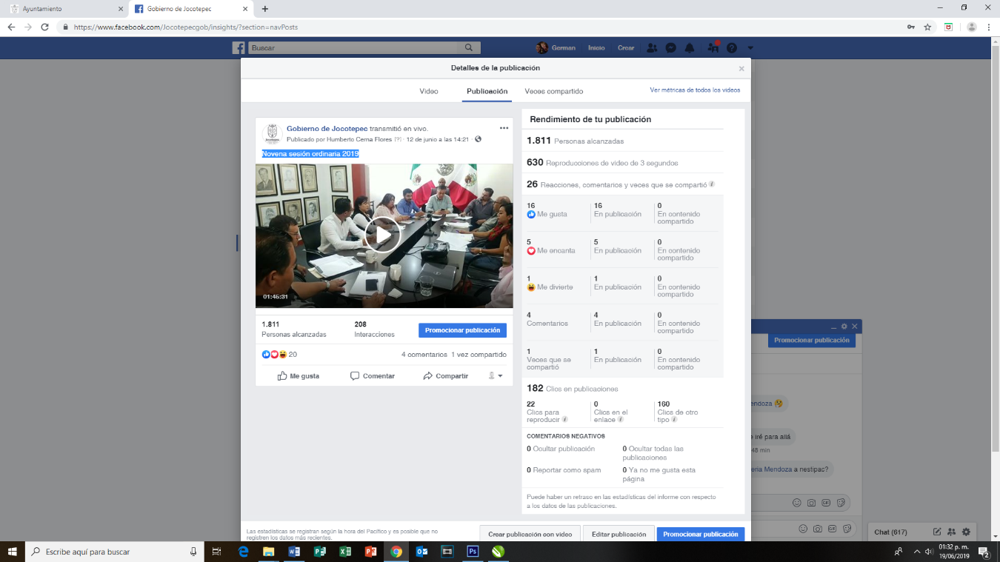 Ayuntamiento
Gobierno de Jocotepec
https://www.facebook.com/Jocotepecgob/insights/?section=navPosts
Buscar
German Inicio Crear
Detalles de la publicación
Video Publicación Veces compartido Ver métricas de todos los videos
Gobierno de Jocotepec transmitió en vivo.
Publicado por Humberto Cerna Flores [?] · 12 de junio a las 14:21 ·
Novena sesión ordinaria 2019
01:45:31
1.811 208
Personas alcanzadas Interacciones
Promocionar publicación
20 4 comentarios 1 vez compartido
Me gusta Comentar Compartir
Rendimiento de tu publicación
1.811 Personas alcanzadas
630 Reproducciones de video de 3 segundos
26 Reacciones, comentarios y veces que se compartió
16 16 0
Me gusta En publicación En contenido
compartido
5 5 0
Me encanta En publicación En contenido
compartido
1 1 0
Me divierte En publicación En contenido
compartido
4 4 0
Comentarios En publicación En contenido
compartido
1 1 0
Veces que se En publicación En contenido
compartió compartido
182 Clics en publicaciones
22 0 160
Clics para Clics en el Clics de otro
reproducir enlace tipo
COMENTARIOS NEGATIVOS
0 Ocultar publicación 0 Ocultar todas las
publicaciones
0 Reportar como spam 0 Ya no me gusta esta
página
Puede haber un retraso en las estadísticas del informe con respecto
a los datos de las publicaciones.
Las estadísticas se registran según la hora del Pacífico y es posible que no
registren los datos más recientes.
Crear publicación con video Editar publicación Promocionar publicación
Promocionar publicación
endoza
e iré para allá
48 min
ería Mendoza a nestipac?
GIF
GIF
Chat (617)
Escribe aquí para buscar
01:32 p. m.
19/06/2019
2